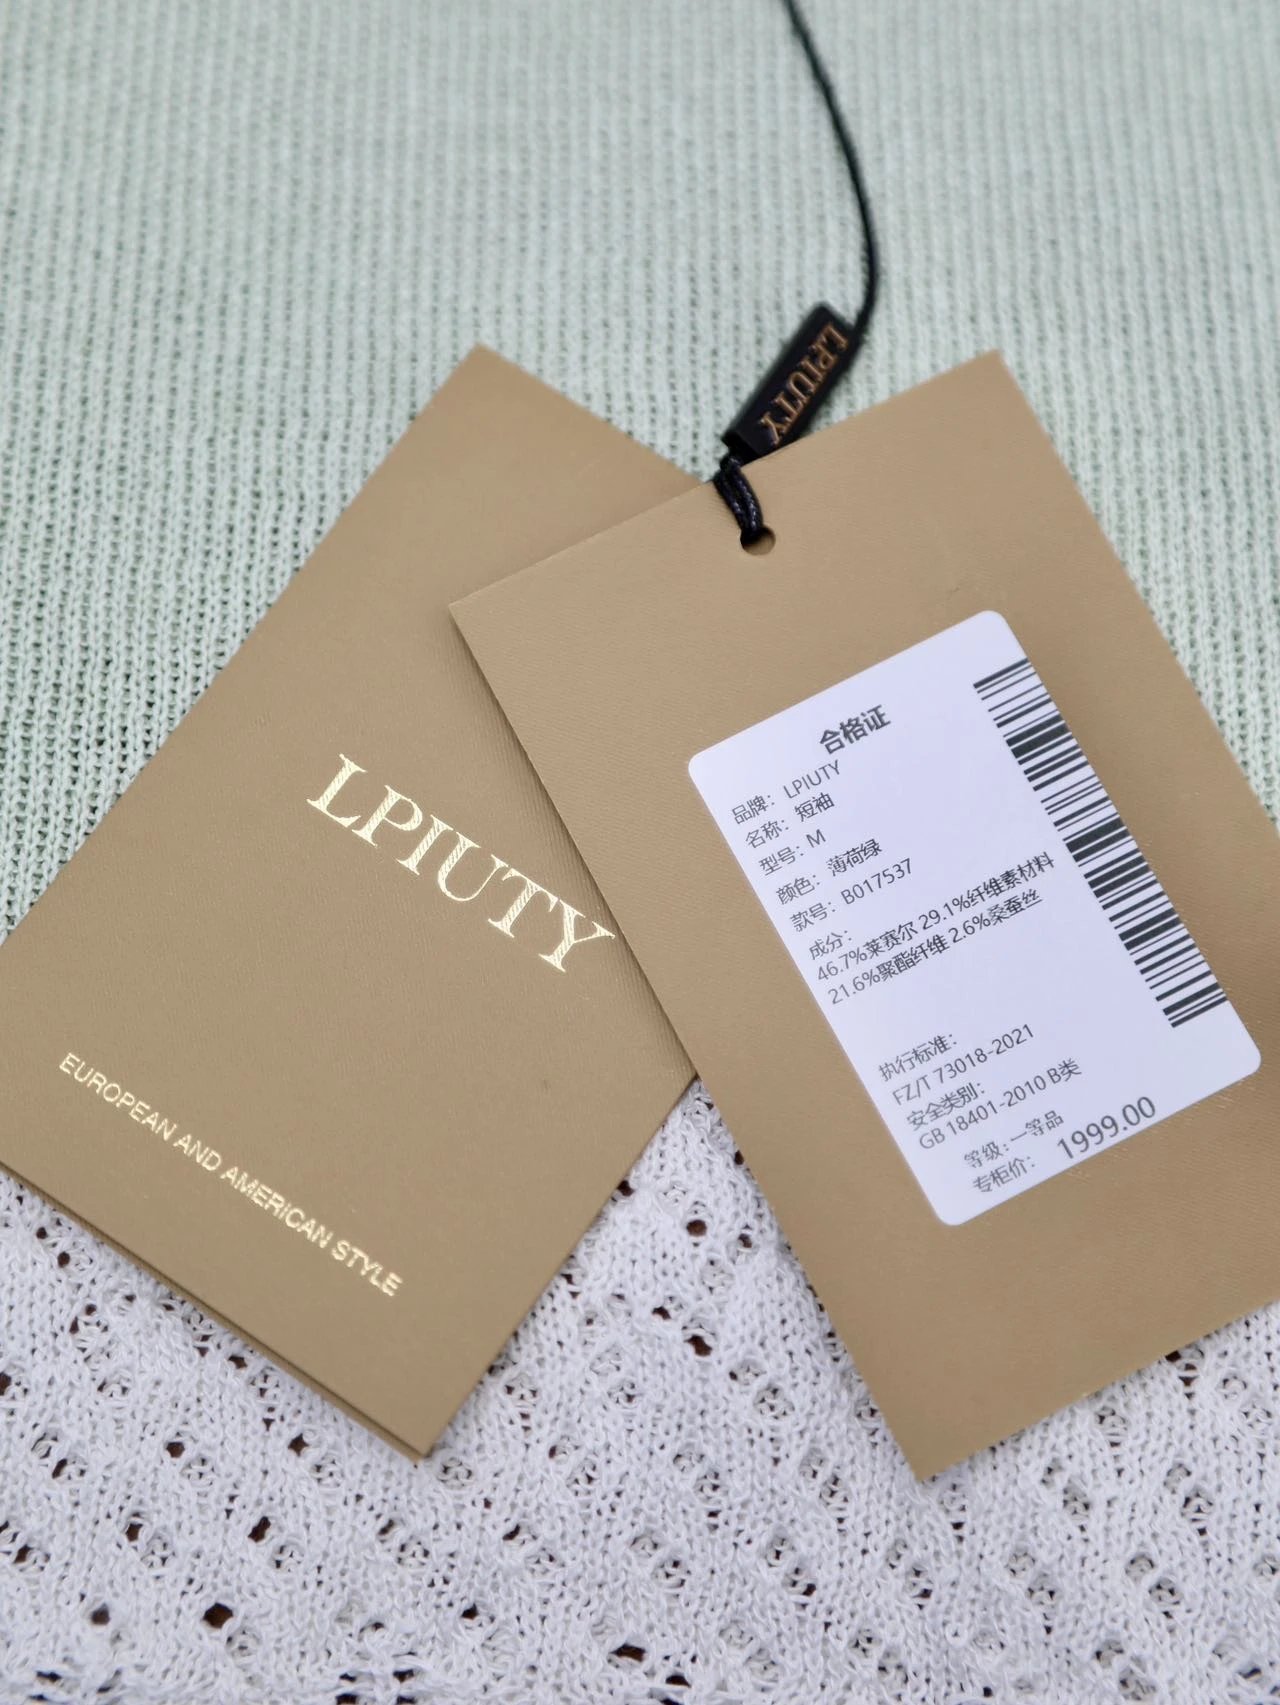 LPIUTY
LPIUTY
EUROPEAN AND AMERICAN STYLE
合格证
品牌：LPIUTY
名称：短袖
型号：M
颜色：薄荷绿
款号：B017537
成分：
46.7%莱赛尔 29.1%纤维素材料
21.6%聚酯纤维 2.6%桑蚕丝
执行标准：
FZ/T 73018-2021
安全类别：
GB 18401-2010 B类
等级：一等品
专柜价：1999.00